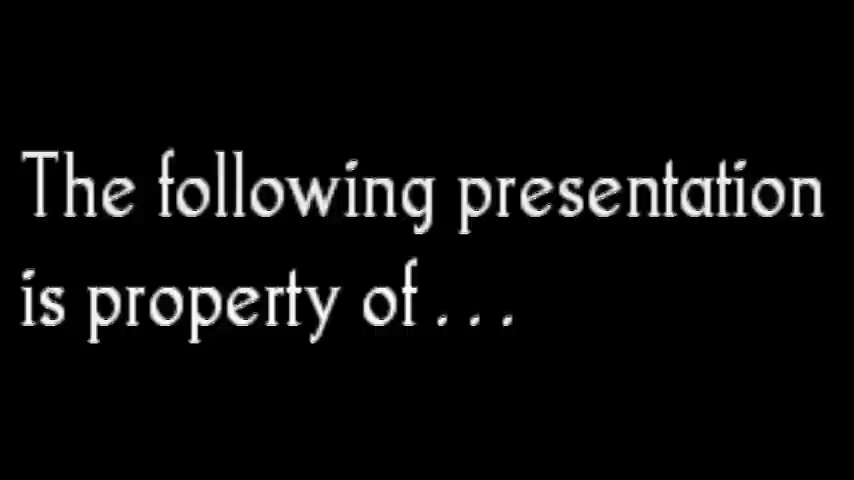 The following presentation
is property of . . .